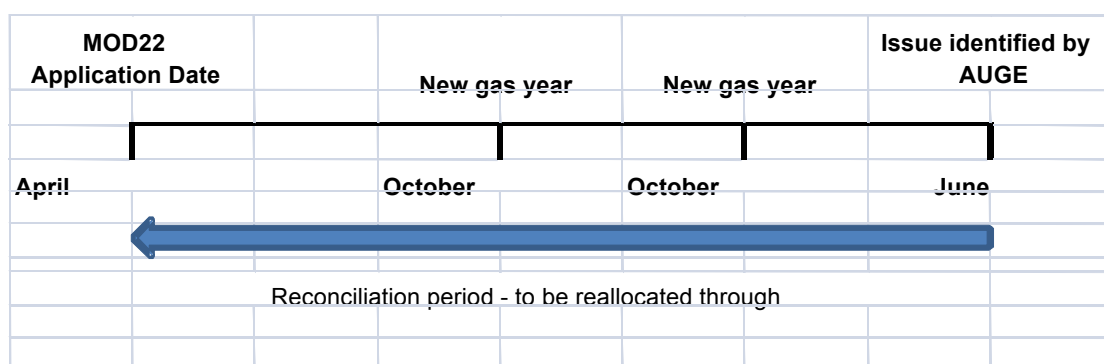 MOD22
Application Date
New gas year
New gas year
Issue identified by
AUGE
April
October
October
June
Reconciliation period - to be reallocated through